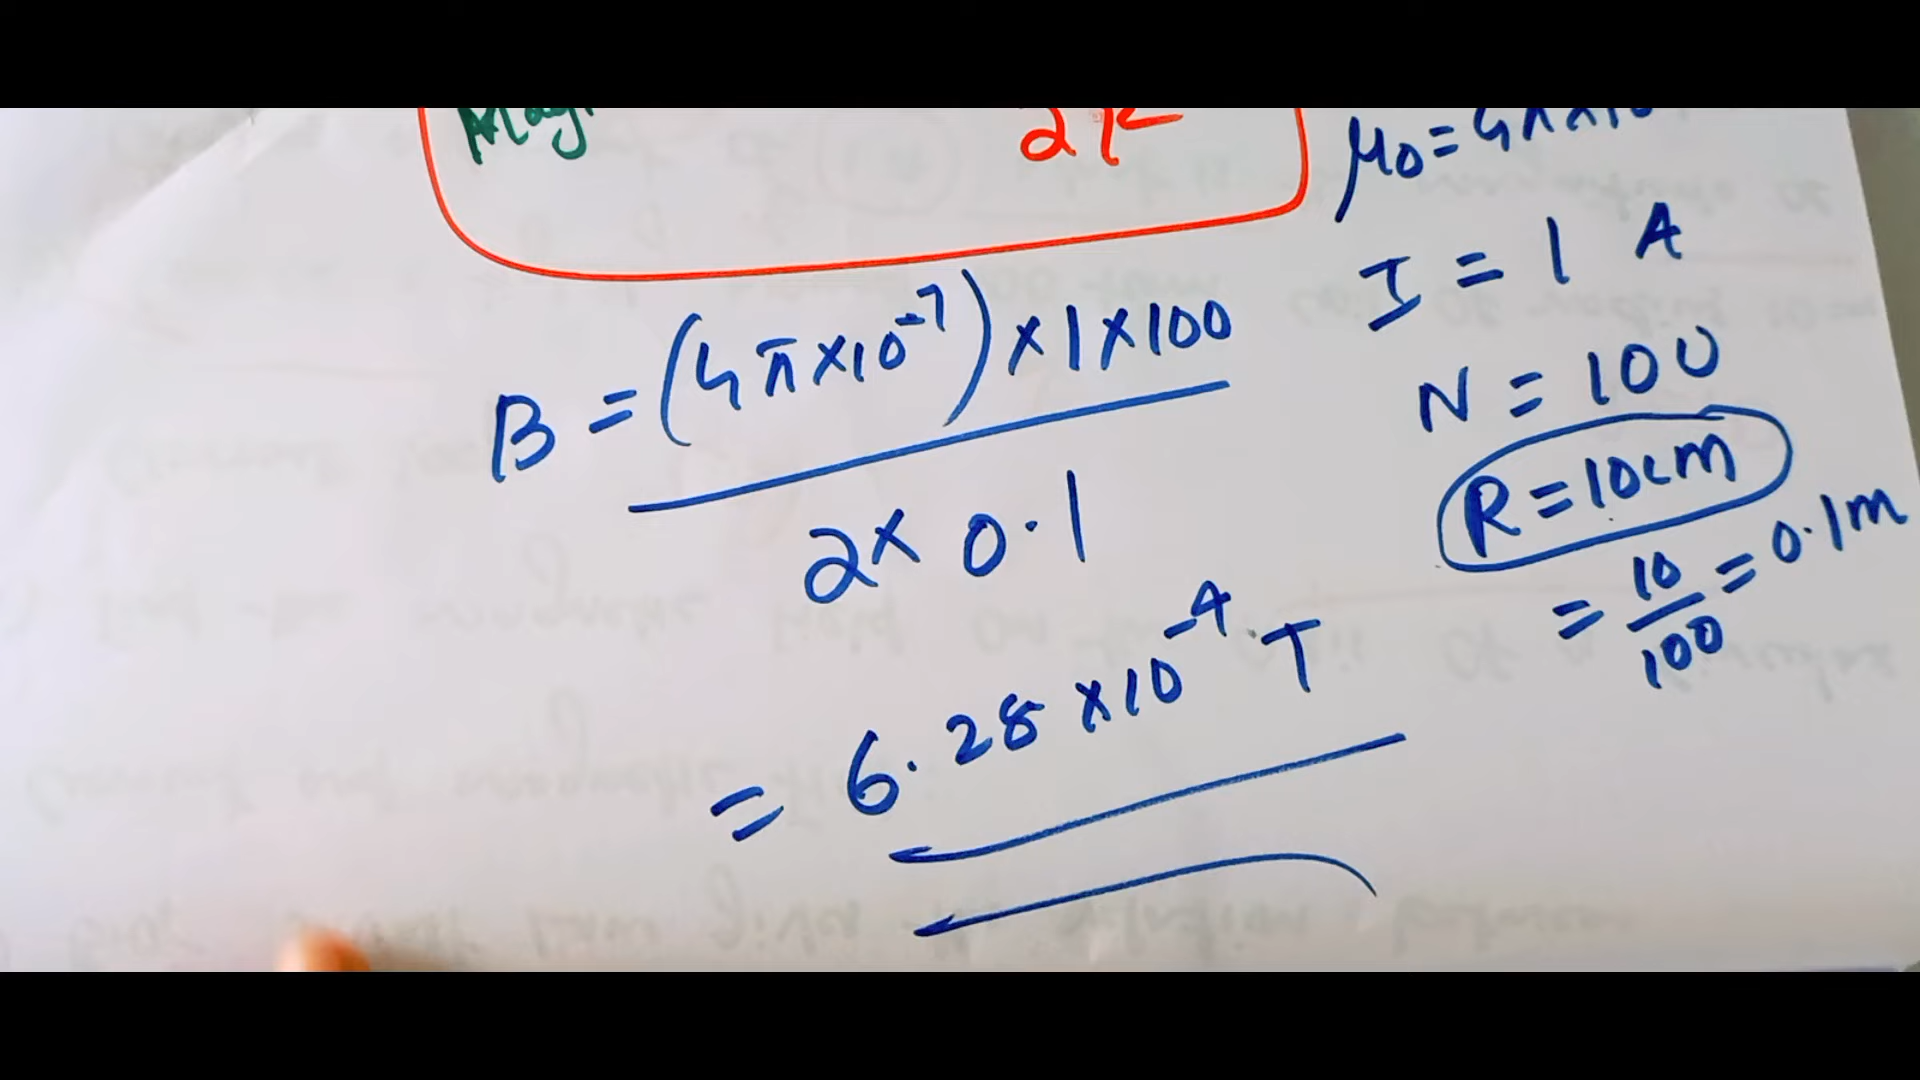 2R
μ₀ = 4π×10
I = 1 A
B = (4π×10⁻⁷)×1×100
2× 0.1
N = 100
R = 10cm
= 10/100 = 0.1m
= 6.28×10⁻⁴ T